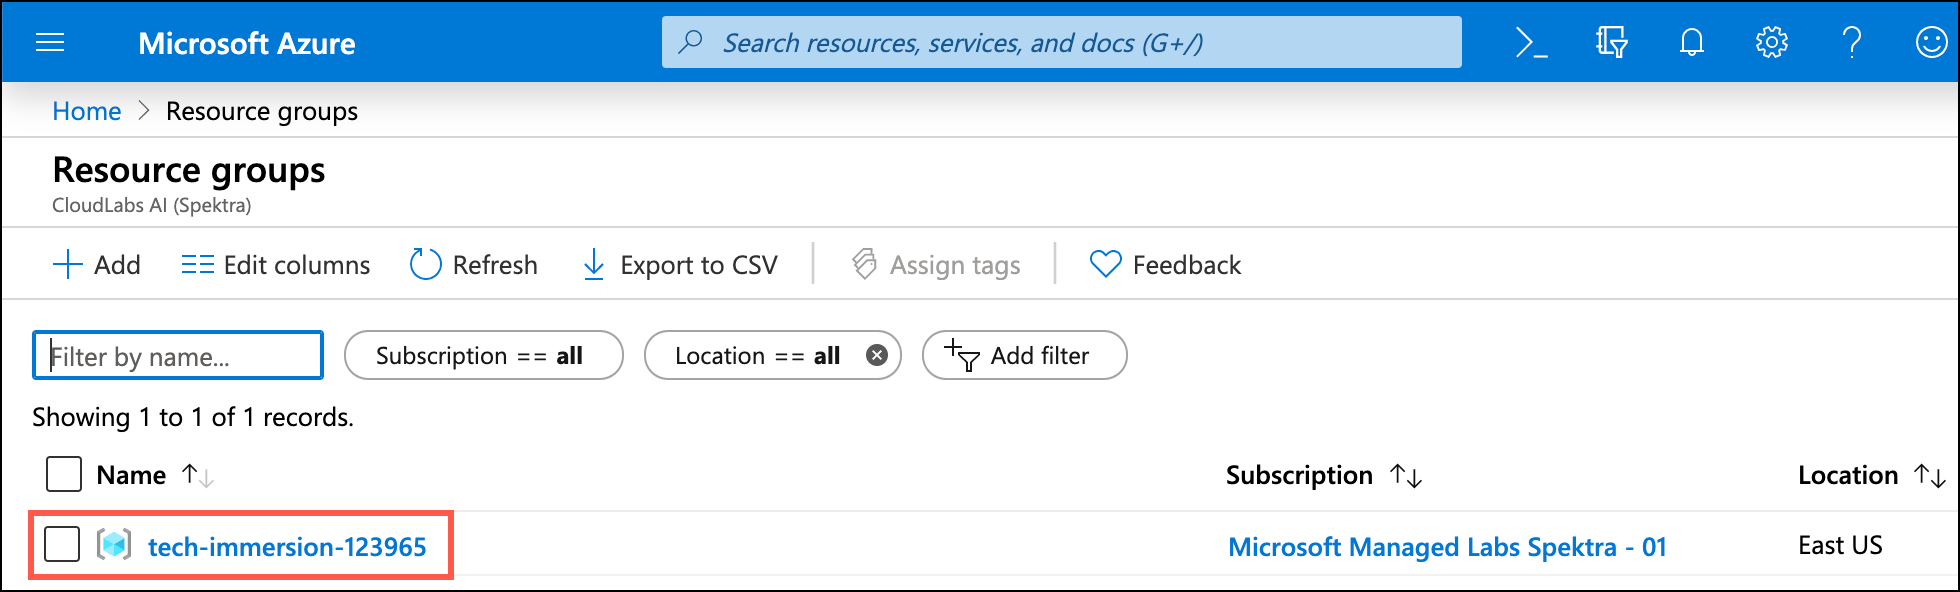 Microsoft Azure Search resources, services, and docs (G+/)
Home > Resource groups
Resource groups
CloudLabs AI (Spektra)
Add Edit columns Refresh Export to CSV Assign tags Feedback
Filter by name... Subscription == all Location == all Add filter
Showing 1 to 1 of 1 records.
Name Subscription Location
tech-immersion-123965 Microsoft Managed Labs Spektra - 01 East US